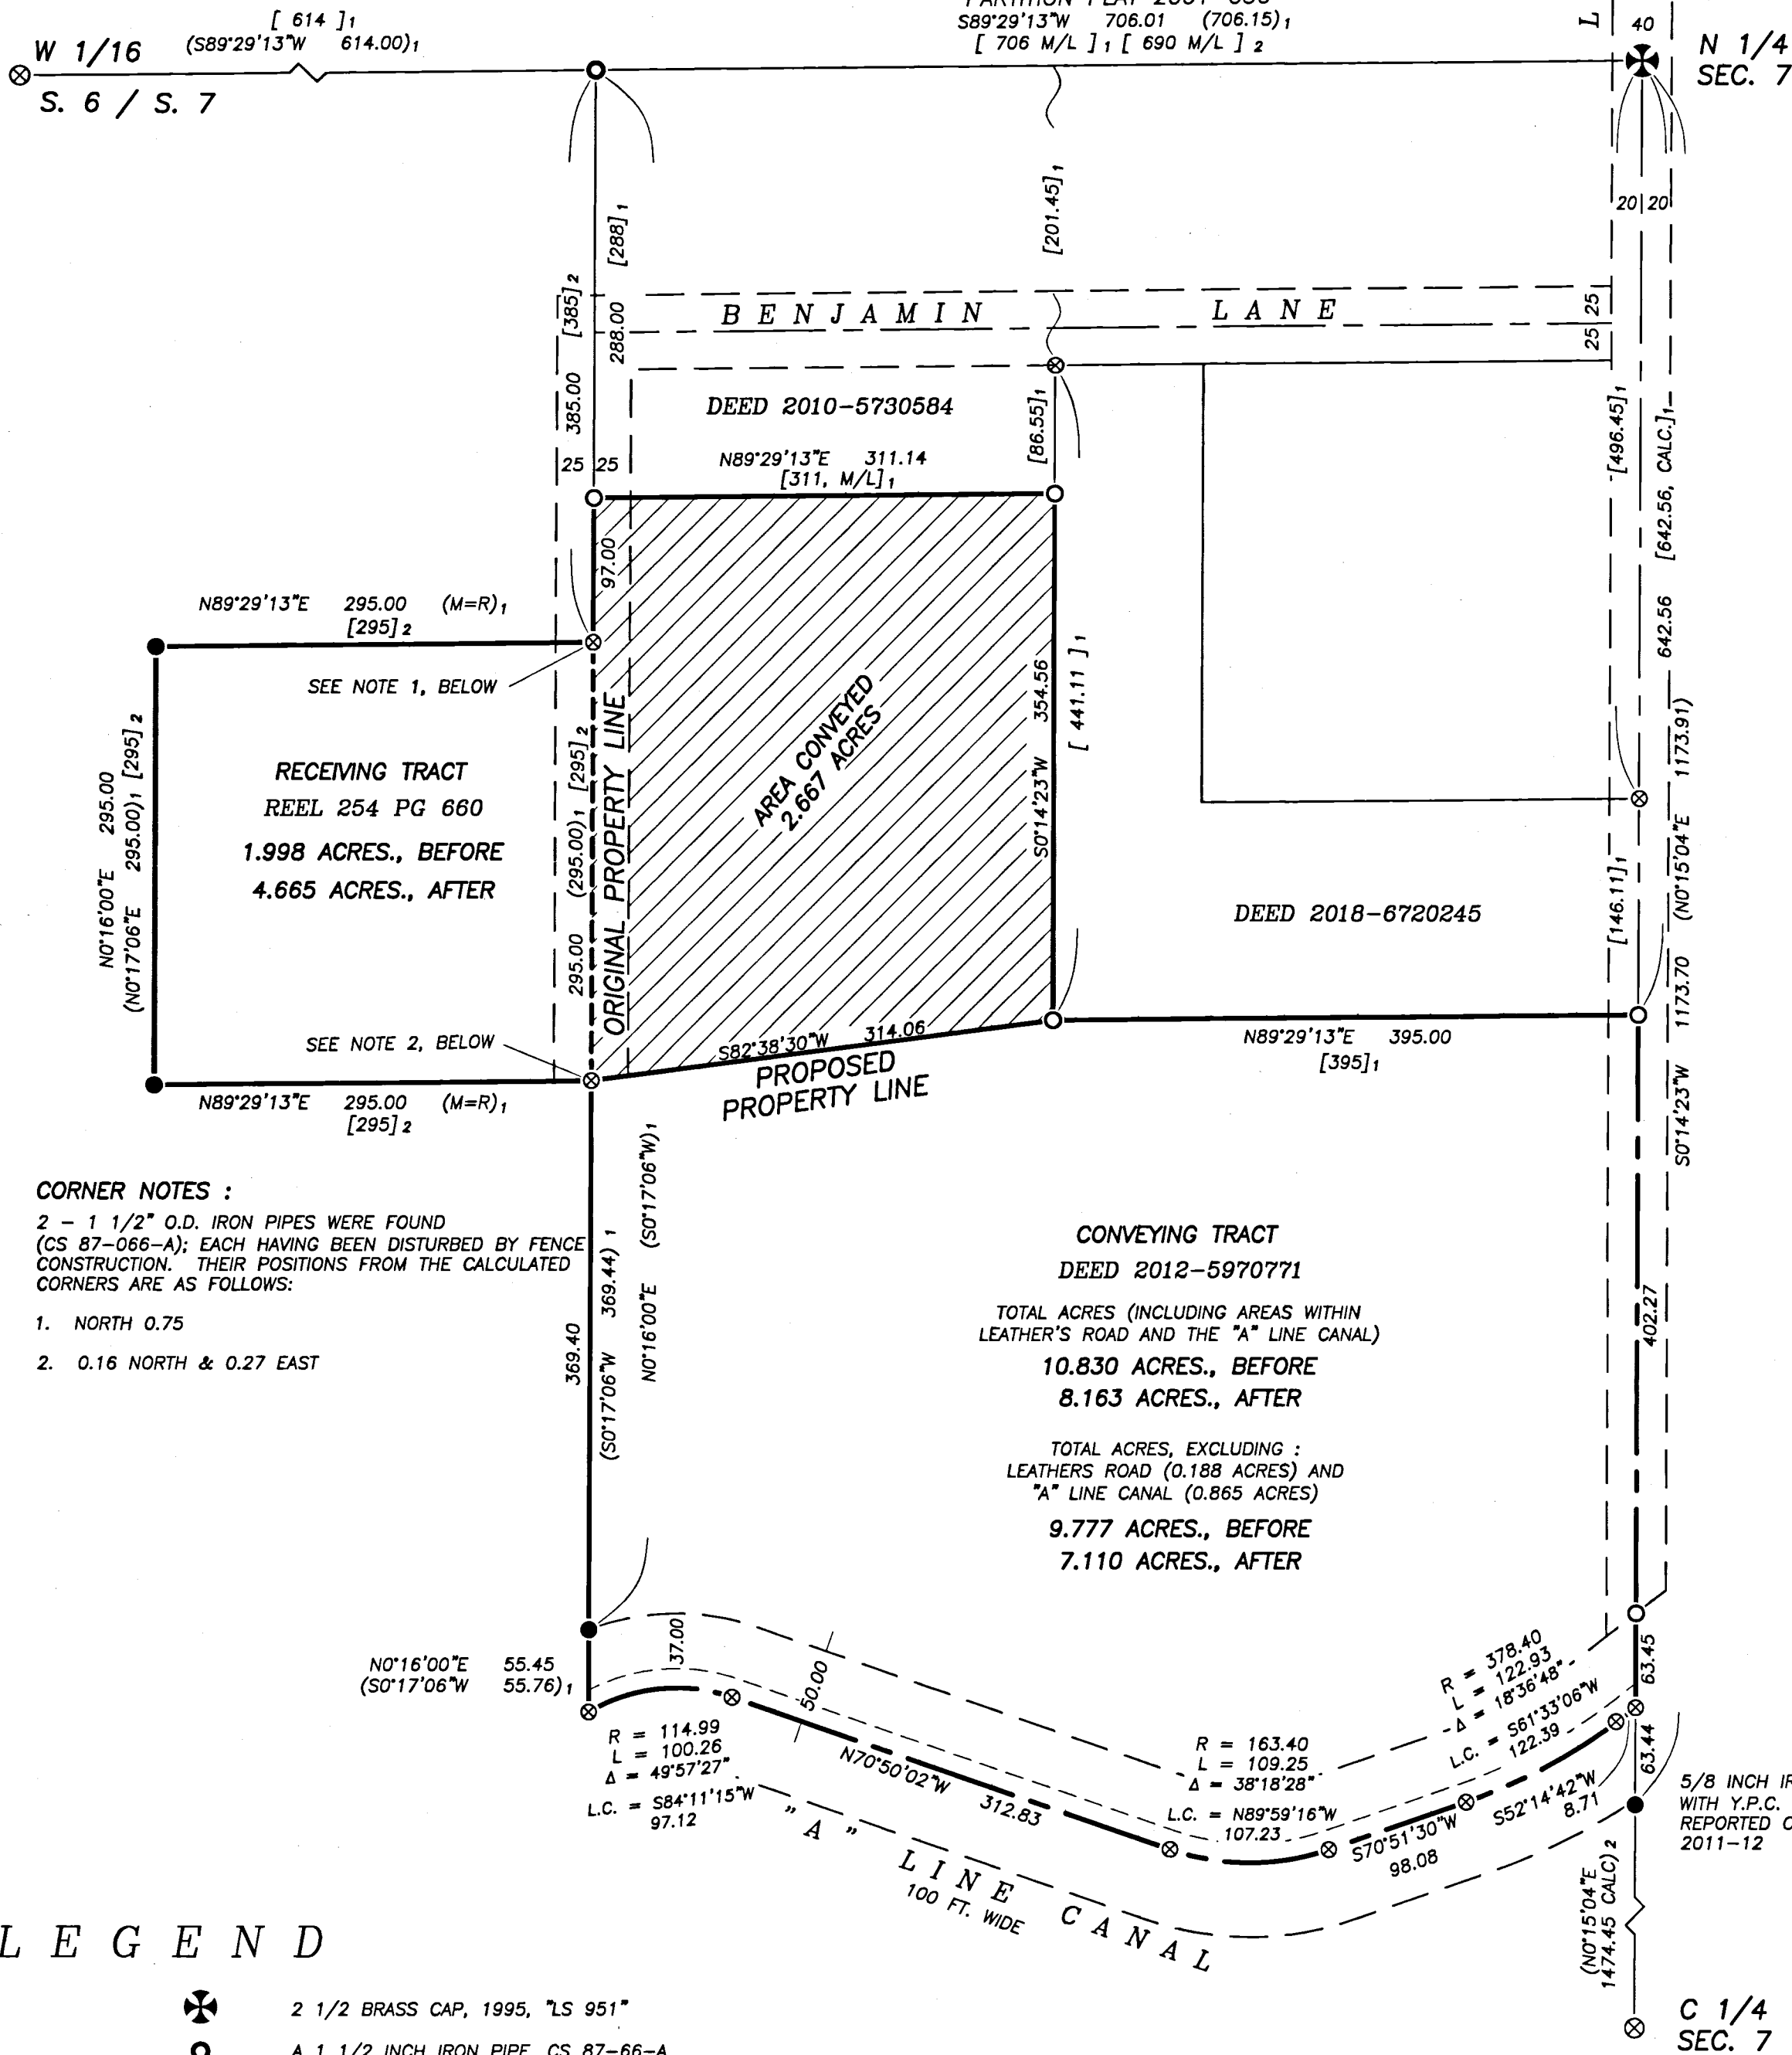 [ 614 ]1
(S89°29'13"W 614.00)1
W 1/16
S. 6 / S. 7
S89°29'13"W 706.01 (706.15)1
[ 706 M/L ]1 [ 690 M/L ]2
L
40
N 1/4
SEC. 7
20 20
[288]1
[201.45]1
[385]2
288.00
385.00
BENJAMIN LANE
25 25
DEED 2010-5730584
[86.55]1
[496.45]1
[642.56, CALC.]1
642.56
25 25
N89°29'13"E 311.14
[311, M/L]1
97.00
N89°29'13"E 295.00 (M=R)1
[295]2
SEE NOTE 1, BELOW
ORIGINAL PROPERTY LINE
295.00 (295.00)1 [295]2
AREA CONVEYED
2.667 ACRES
S0°14'23"W 354.56
[ 441.11 ]1
N0°16'00"E 295.00
(N0°17'06"E 295.00)1 [295]2
RECEIVING TRACT
REEL 254 PG 660
1.998 ACRES., BEFORE
4.665 ACRES., AFTER
DEED 2018-6720245
[146.11]1
S0°14'23"W 1173.70 (N0°15'04"E 1173.91)
SEE NOTE 2, BELOW
S82°38'30"W 314.06
PROPOSED
PROPERTY LINE
N89°29'13"E 395.00
[395]1
N89°29'13"E 295.00 (M=R)1
[295]2
CORNER NOTES :
2 - 1 1/2" O.D. IRON PIPES WERE FOUND
(CS 87-066-A); EACH HAVING BEEN DISTURBED BY FENCE
CONSTRUCTION. THEIR POSITIONS FROM THE CALCULATED
CORNERS ARE AS FOLLOWS:
1. NORTH 0.75
2. 0.16 NORTH & 0.27 EAST
369.40
(S0°17'06"W 369.44)1
N0°16'00"E (S0°17'06"W)1
CONVEYING TRACT
DEED 2012-5970771
TOTAL ACRES (INCLUDING AREAS WITHIN
LEATHER'S ROAD AND THE "A" LINE CANAL)
10.830 ACRES., BEFORE
8.163 ACRES., AFTER
TOTAL ACRES, EXCLUDING :
LEATHERS ROAD (0.188 ACRES) AND
"A" LINE CANAL (0.865 ACRES)
9.777 ACRES., BEFORE
7.110 ACRES., AFTER
402.27
N0°16'00"E 55.45
(S0°17'06"W 55.76)1
37.00
50.00
R = 114.99
L = 100.26
Δ = 49°57'27"
L.C. = S84°11'15"W
97.12
N70°50'02"W 312.83
R = 163.40
L = 109.25
Δ = 38°18'28"
L.C. = N89°59'16"W
107.23
R = 378.40
L = 122.93
Δ = 18°36'48"
L.C. = S61°33'06"W
122.39
S70°51'30"W
98.08
S52°14'42"W
8.71
63.45
63.44
5/8 INCH
WITH Y.P.C.
REPORTED
2011-12
"A" LINE CANAL
100 FT. WIDE
(N0°15'04"E
1474.45 CALC)2
C 1/4
SEC. 7
LEGEND
2 1/2 BRASS CAP, 1995, "LS 951"
A 1 1/2 INCH IRON PIPE, CS 87-66-A